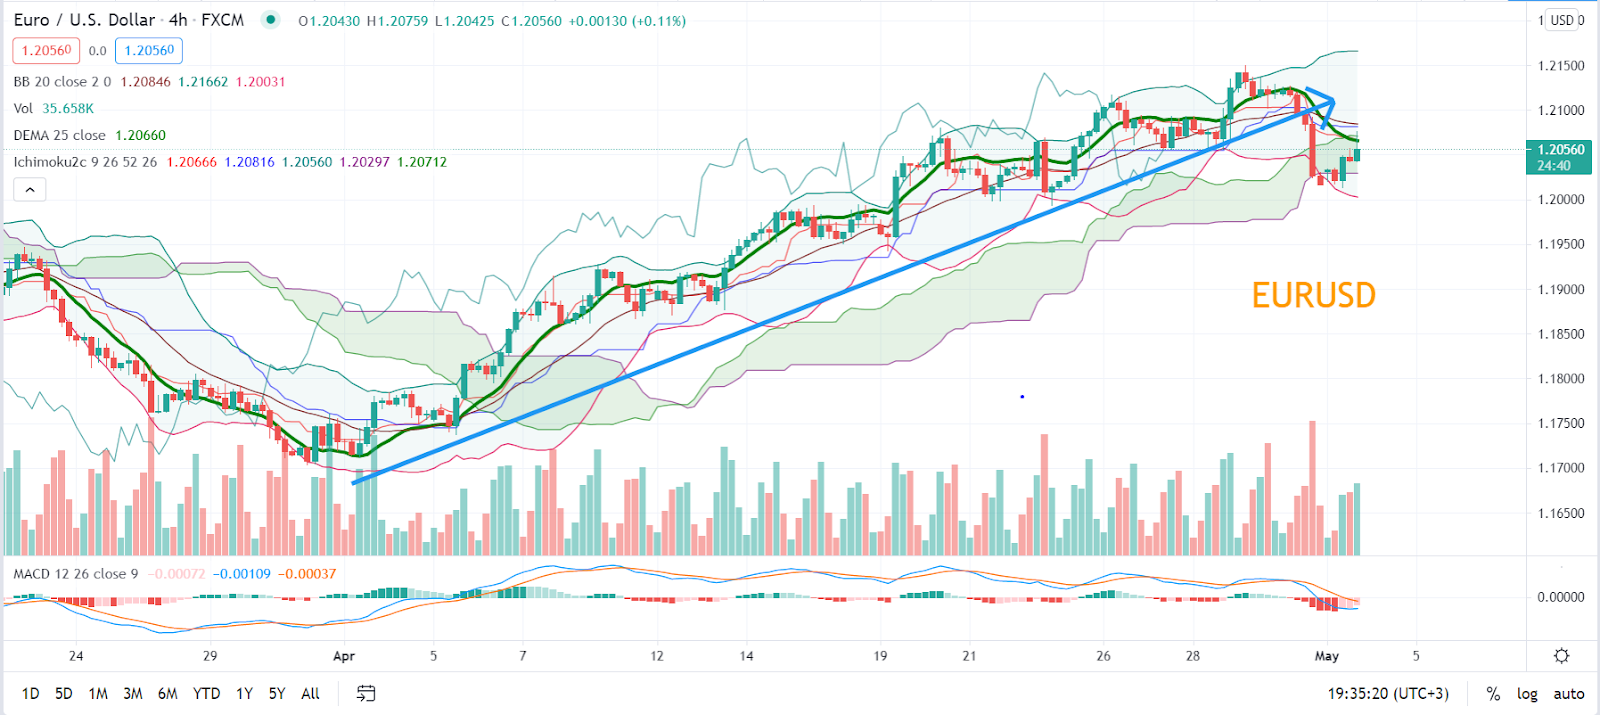 Euro / U.S. Dollar · 4h · FXCM O1.20430 H1.20759 L1.20425 C1.20560 +0.00130 (+0.11%)
1.20560 0.0 1.20560
BB 20 close 2 0 1.20846 1.21662 1.20031
Vol 35.658K
DEMA 25 close 1.20660
Ichimoku2c 9 26 52 26 1.20666 1.20816 1.20560 1.20297 1.20712
USD 0
1.21500
1.21000
1.20560
24:40
1.20000
1.19500
1.19000
1.18500
1.18000
1.17500
1.17000
1.16500
EURUSD
MACD 12 26 close 9 −0.00072 −0.00109 −0.00037
0.00000
24 29 Apr 5 7 12 14 19 21 26 28 May 5
1D 5D 1M 3M 6M YTD 1Y 5Y All 19:35:20 (UTC+3) % log auto